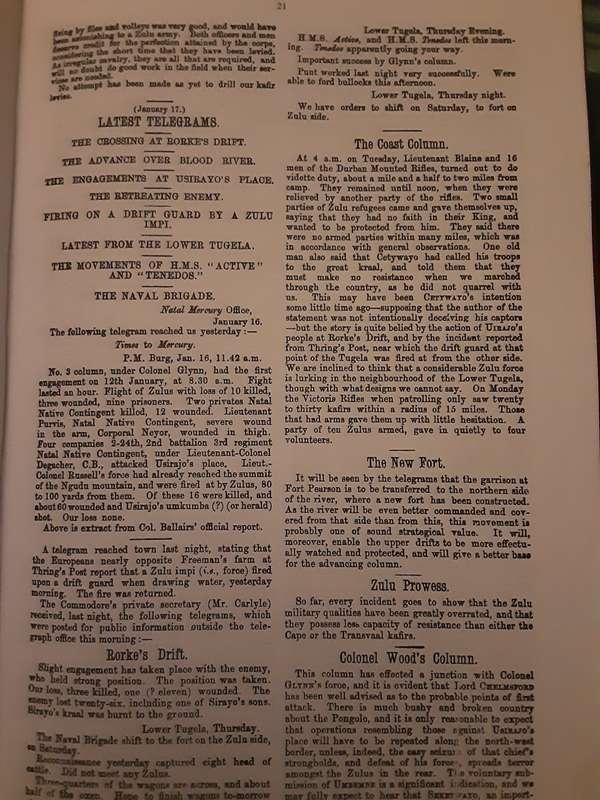 21
firing by files and volleys was very good, and would have
been astonishing to a Zulu army. Both officers and men
deserve credit for the perfection attained by the corps,
considering the short time that they have been levied.
As irregular cavalry, they are all that are required, and
will no doubt do good work in the field when their ser-
vices are needed.
No attempt has been made as yet to drill our kafir
levies.
(January 17.)
LATEST TELEGRAMS.
THE CROSSING AT RORKE'S DRIFT.
THE ADVANCE OVER BLOOD RIVER.
THE ENGAGEMENTS AT USIRAYO'S PLACE.
THE RETREATING ENEMY.
FIRING ON A DRIFT GUARD BY A ZULU
IMPI.
LATEST FROM THE LOWER TUGELA.
THE MOVEMENTS OF H.M.S. "ACTIVE"
AND "TENEDOS."
THE NAVAL BRIGADE.
Natal Mercury Office,
January 16.
The following telegram reached us yesterday :—
Times to Mercury.
P.M. Burg, Jan. 16, 11.42 a.m.
No. 3 column, under Colonel Glynn, had the first
engagement on 12th January, at 8.30 a.m. Fight
lasted an hour. Flight of Zulus with loss of 10 killed,
three wounded, nine prisoners. Two privates Natal
Native Contingent killed, 12 wounded. Lieutenant
Purvis, Natal Native Contingent, severe wound
in the arm, Corporal Neyor, wounded in thigh.
Four companies 2-24th, 2nd battalion 3rd regiment
Natal Native Contingent, under Lieutenant-Colonel
Degacher, C.B., attacked Usirajo's place, Lieut.-
Colonel Russell's force had already reached the summit
of the Ngudu mountain, and were fired at by Zulus, 80
to 100 yards from them. Of these 16 were killed, and
about 60 wounded and Usirajo's umkumba (?) (or herald)
shot. Our loss none.
Above is extract from Col. Bellairs' official report.
A telegram reached town last night, stating that
the Europeans nearly opposite Freeman's farm at
Thring's Post report that a Zulu impi (i.e., force) fired
upon a drift guard when drawing water, yesterday
morning. The fire was returned.
The Commodore's private secretary (Mr. Carlyle)
received, last night, the following telegrams, which
were posted for public information outside the tele-
graph office this morning :—
Rorke's Drift.
Slight engagement has taken place with the enemy,
who held strong position. The position was taken.
Our loss, three killed, one (? eleven) wounded. The
enemy lost twenty-six, including one of Sirayo's sons.
Sirayo's kraal was burnt to the ground.
Lower Tugela, Thursday.
The Naval Brigade shift to the fort on the Zulu side,
on Saturday.
Reconnaissance yesterday captured eight head of
cattle. Did not meet any Zulus.
Three-quarters of the wagons are across, and about
half of the oxen. Hope to finish wagons to-morrow
Lower Tugela, Thursday Evening.
H.M.S. Active, and H.M.S. Tenedos left this morn-
ing. Tenedos apparently going your way.
Important success by Glynn's column.
Punt worked last night very successfully. Were
able to ford bullocks this afternoon.
Lower Tugela, Thursday night.
We have orders to shift on Saturday, to fort on
Zulu side.
The Coast Column.
At 4 a.m. on Tuesday, Lieutenant Blaine and 16
men of the Durban Mounted Rifles, turned out to do
vidette duty, about a mile and a half to two miles from
camp. They remained until noon, when they were
relieved by another party of the rifles. Two small
parties of Zulu refugees came and gave themselves up,
saying that they had no faith in their King, and
wanted to be protected from him. They said there
were no armed parties within many miles, which was
in accordance with general observations. One old
man also said that Cetywayo had called his troops
to the great kraal, and told them that they
must make no resistance when we marched
through the country, as he did not quarrel with
us. This may have been CETYWAYO'S intention
some little time ago—supposing that the author of the
statement was not intentionally deceiving his captors
—but the story is quite belied by the action of USIRAJO'S
people at Rorke's Drift, and by the incident reported
from Thring's Post, near which the drift guard at that
point of the Tugela was fired at from the other side.
We are inclined to think that a considerable Zulu force
is lurking in the neighbourhood of the Lower Tugela,
though with what designs we cannot say. On Monday
the Victoria Rifles when patrolling only saw twenty
to thirty kafirs within a radius of 15 miles. Those
that had arms gave them up with little hesitation. A
party of ten Zulus armed, gave in quietly to four
volunteers.
The New Fort.
It will be seen by the telegrams that the garrison at
Fort Pearson is to be transferred to the northern side
of the river, where a new fort has been constructed.
As the river will be even better commanded and cov-
ered from that side than from this, this movement is
probably one of sound strategical value. It will,
moreover, enable the upper drifts to be more effectu-
ally watched and protected, and will give a better base
for the advancing column.
Zulu Prowess.
So far, every incident goes to show that the Zulu
military qualities have been greatly overrated, and that
they possess less capacity of resistance than either the
Cape or the Transvaal kafirs.
Colonel Wood's Column.
This column has effected a junction with Colonel
GLYNN'S force, and it is evident that Lord CHELMSFORD
has been well advised as to the probable points of first
attack. There is much bushy and broken country
about the Pongolo, and it is only reasonable to expect
that operations resembling those against USIRAJO'S
place will have to be repeated along the north-west
border, unless, indeed, the easy seizure of that chief's
strongholds, and defeat of his force, spreads terror
amongst the Zulus in the rear. The voluntary sub-
mission of is a significant indication, and we
may fully expect to hear that an import-